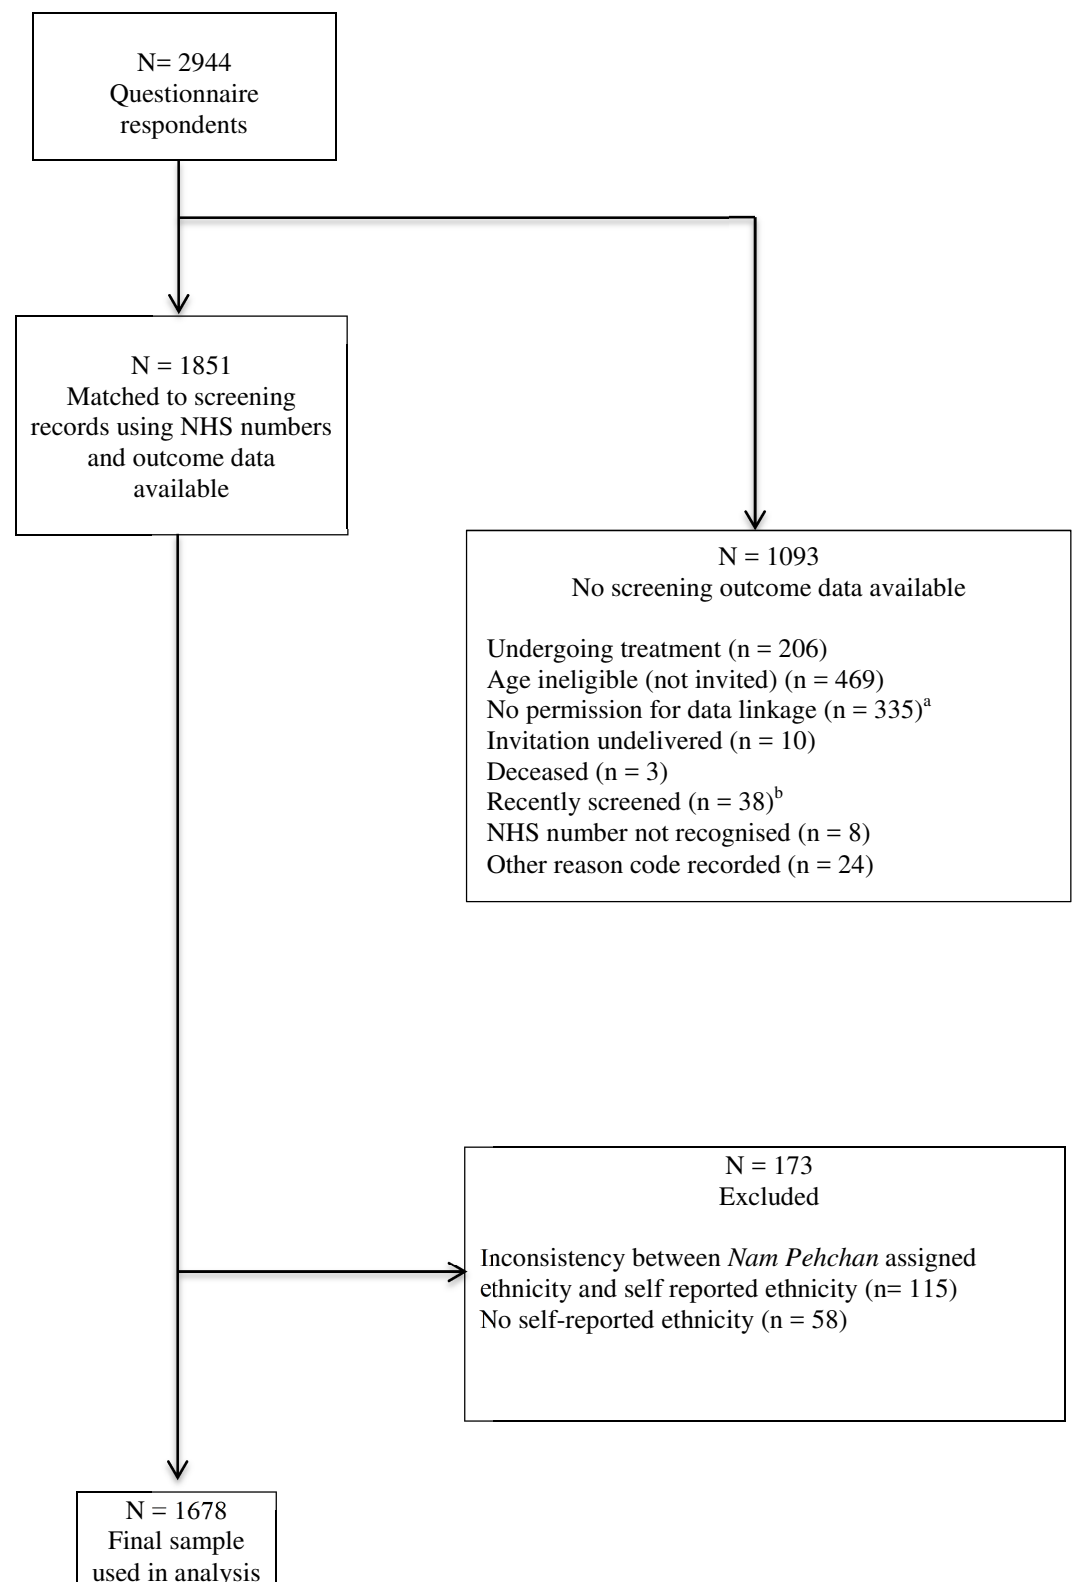 N= 2944
Questionnaire
respondents
N = 1851
Matched to screening
records using NHS numbers
and outcome data
available
N = 1093
No screening outcome data available
Undergoing treatment (n = 206)
Age ineligible (not invited) (n = 469)
No permission for data linkage (n = 335)a
Invitation undelivered (n = 10)
Deceased (n = 3)
Recently screened (n = 38)b
NHS number not recognised (n = 8)
Other reason code recorded (n = 24)
N = 173
Excluded
Inconsistency between Nam Pehchan assigned
ethnicity and self reported ethnicity (n= 115)
No self-reported ethnicity (n = 58)
N = 1678
Final sample
used in analysis